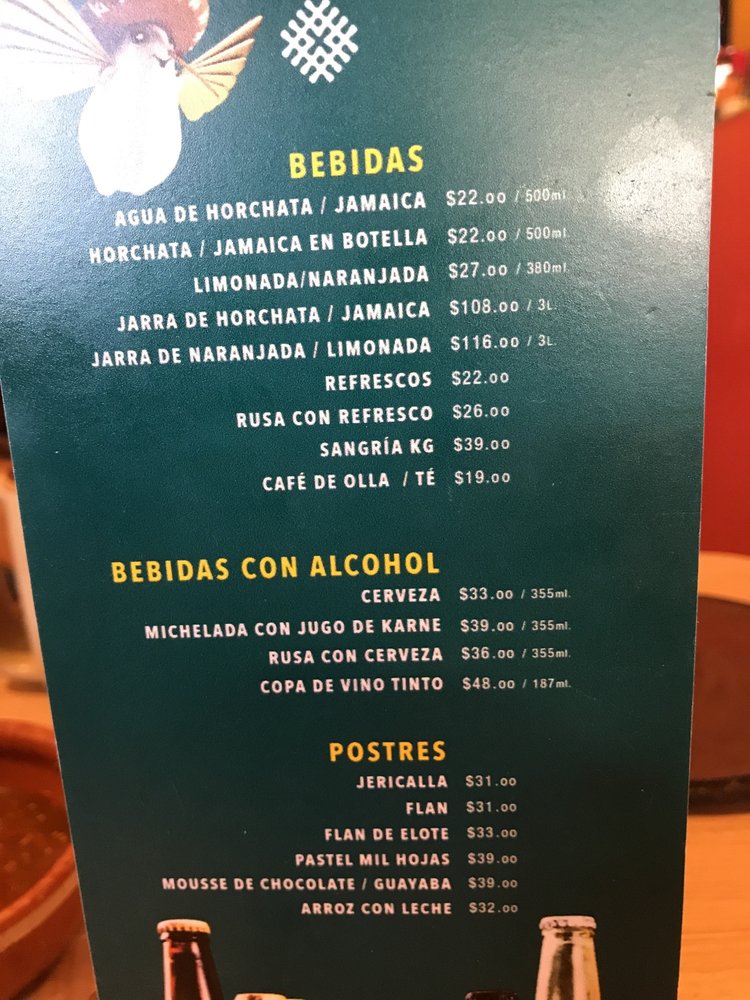 BEBIDAS
AGUA DE HORCHATA / JAMAICA $22.00 / 500ml.
HORCHATA / JAMAICA EN BOTELLA $22.00 / 500ml.
LIMONADA/NARANJADA $27.00 / 380ml.
JARRA DE HORCHATA / JAMAICA $108.00 / 3L.
JARRA DE NARANJADA / LIMONADA $116.00 / 3L.
REFRESCOS $22.00
RUSA CON REFRESCO $26.00
SANGRÍA KG $39.00
CAFÉ DE OLLA / TÉ $19.00
BEBIDAS CON ALCOHOL
CERVEZA $33.00 / 355ml.
MICHELADA CON JUGO DE KARNE $39.00 / 355ml.
RUSA CON CERVEZA $36.00 / 355ml.
COPA DE VINO TINTO $48.00 / 187ml.
POSTRES
JERICALLA $31.00
FLAN $31.00
FLAN DE ELOTE $33.00
PASTEL MIL HOJAS $39.00
MOUSSE DE CHOCOLATE / GUAYABA $39.00
ARROZ CON LECHE $32.00